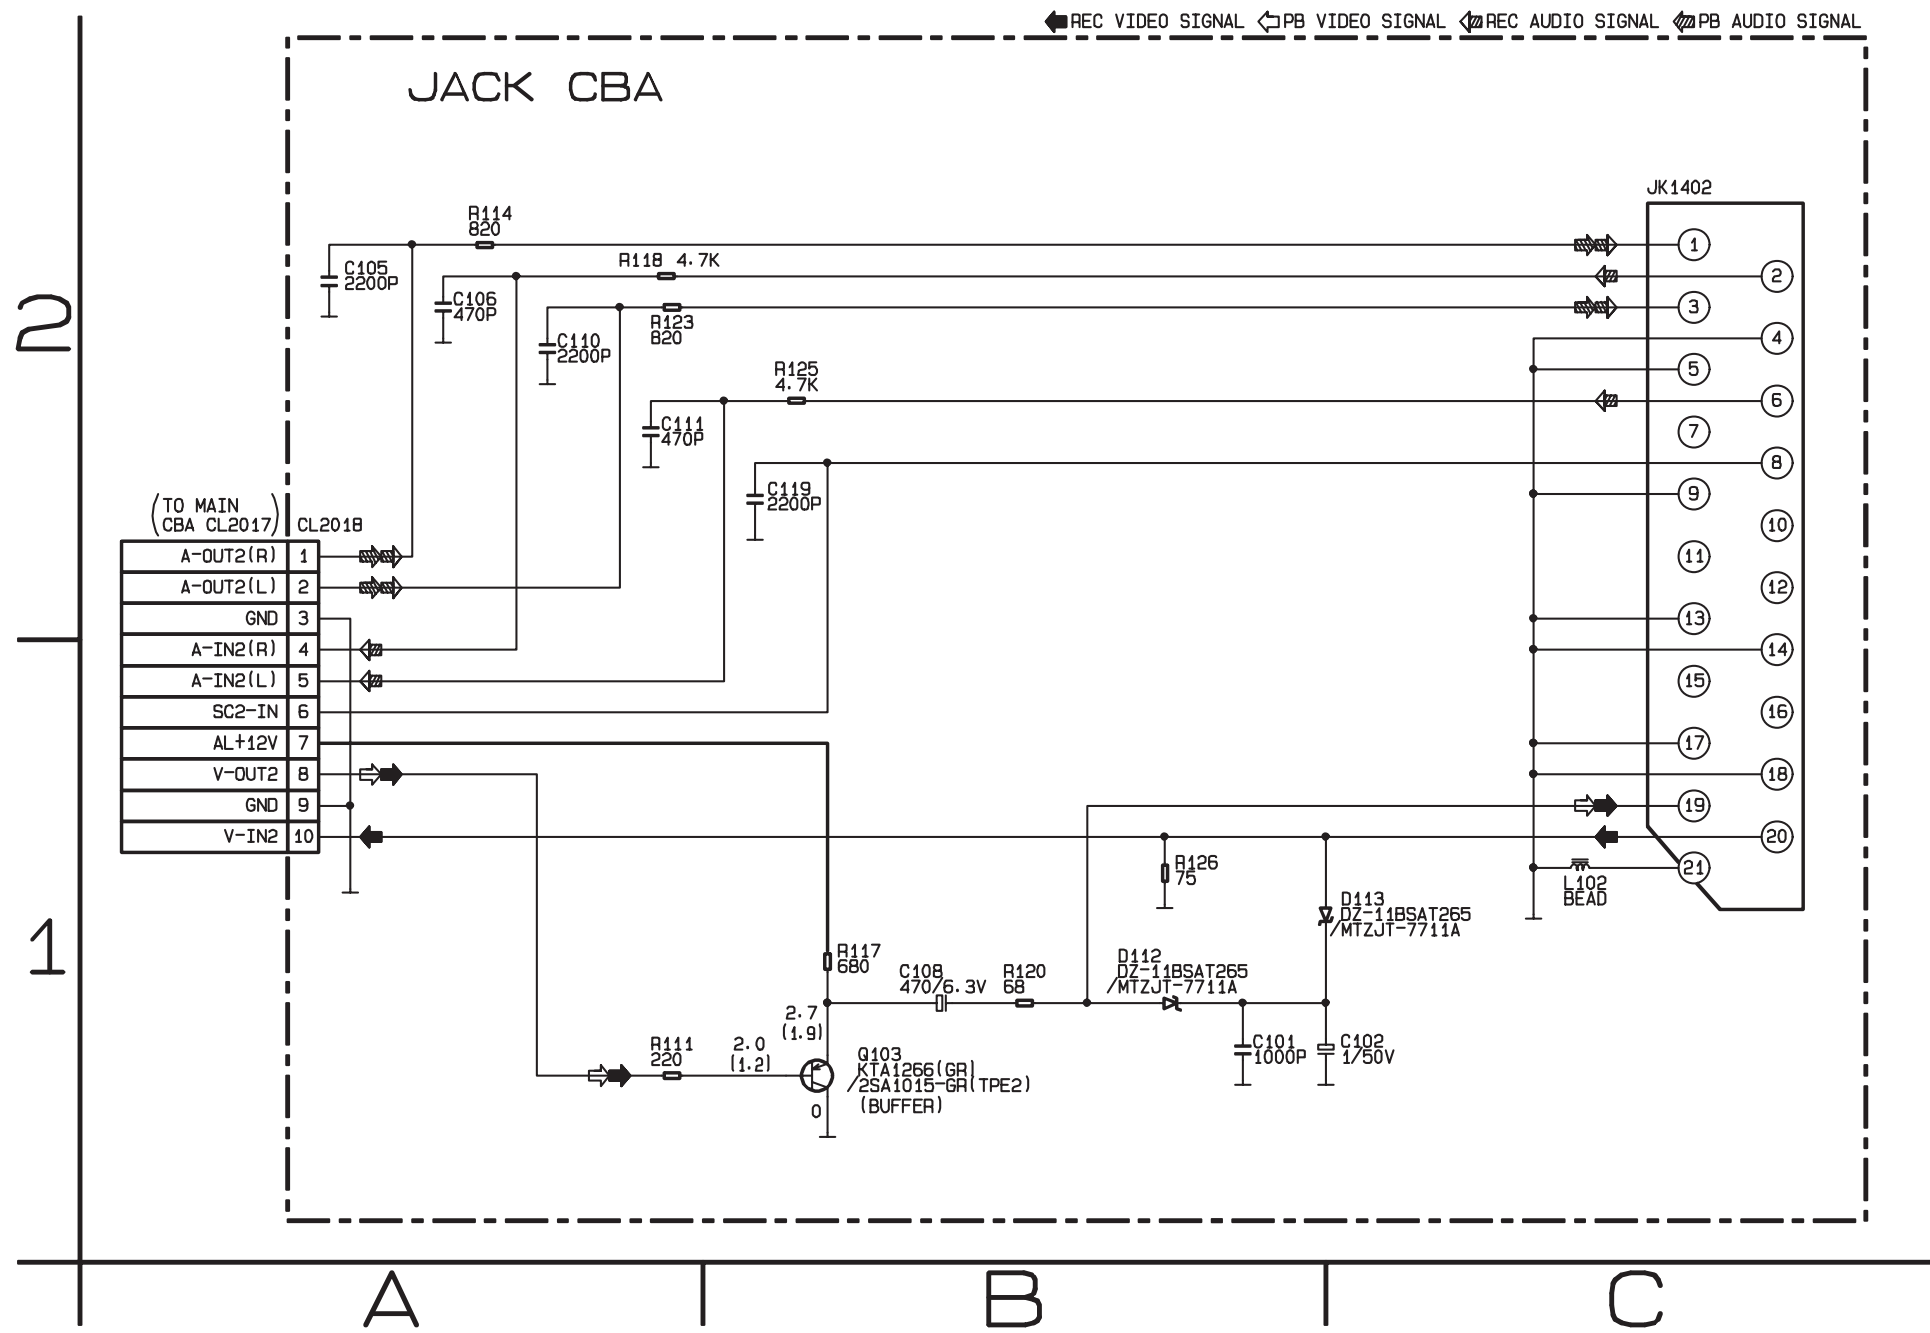 REC VIDEO SIGNAL PB VIDEO SIGNAL REC AUDIO SIGNAL PB AUDIO SIGNAL
JACK CBA
JK1402
R114
820
C105
2200P
R118 4.7K
C106
470P
R123
820
C110
2200P
R125
4.7K
C111
470P
C119
2200P
1
2
3
4
5
6
7
8
9
10
11
12
13
14
15
16
17
18
19
20
21
(TO MAIN
CBA CL2017) CL2018
A-OUT2(R) 1
A-OUT2(L) 2
GND 3
A-IN2(R) 4
A-IN2(L) 5
SC2-IN 6
AL+12V 7
V-OUT2 8
GND 9
V-IN2 10
R126
75
L102
BEAD
D113
DZ-11BSAT265
/MTZJT-7711A
R117
680
C108
470/6.3V
R120
68
D112
DZ-11BSAT265
/MTZJT-7711A
2.7
(1.9)
R111
220
2.0
(1.2)
Q103
KTA1266(GR)
/2SA1015-GR(TPE2)
(BUFFER)
0
C101
1000P
C102
1/50V
2
1
A
B
C